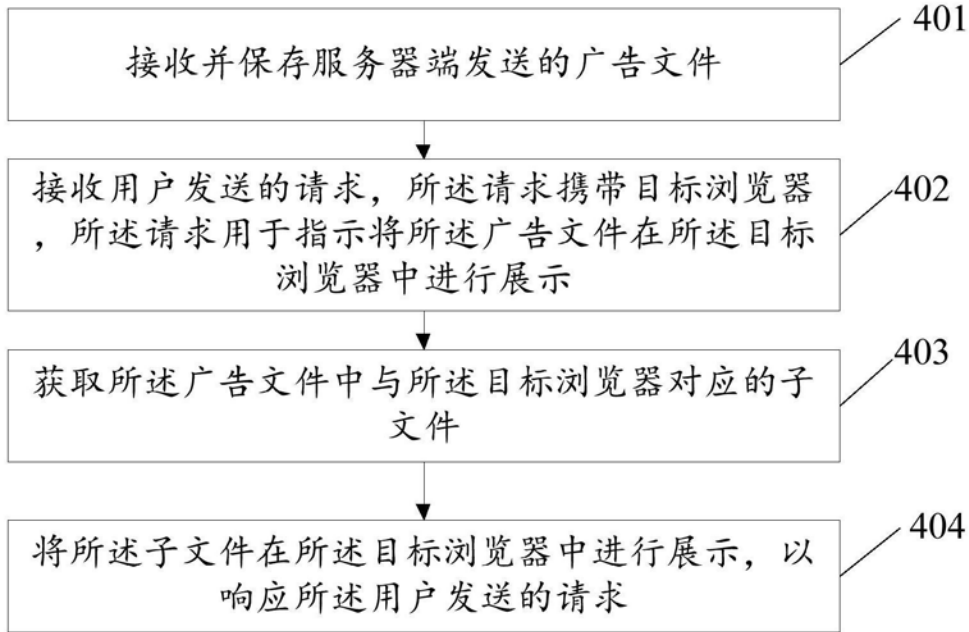 接收并保存服务器端发送的广告文件
401
接收用户发送的请求，所述请求携带目标浏览器
，所述请求用于指示将所述广告文件在所述目标
浏览器中进行展示
402
获取所述广告文件中与所述目标浏览器对应的子
文件
403
将所述子文件在所述目标浏览器中进行展示，以
响应所述用户发送的请求
404